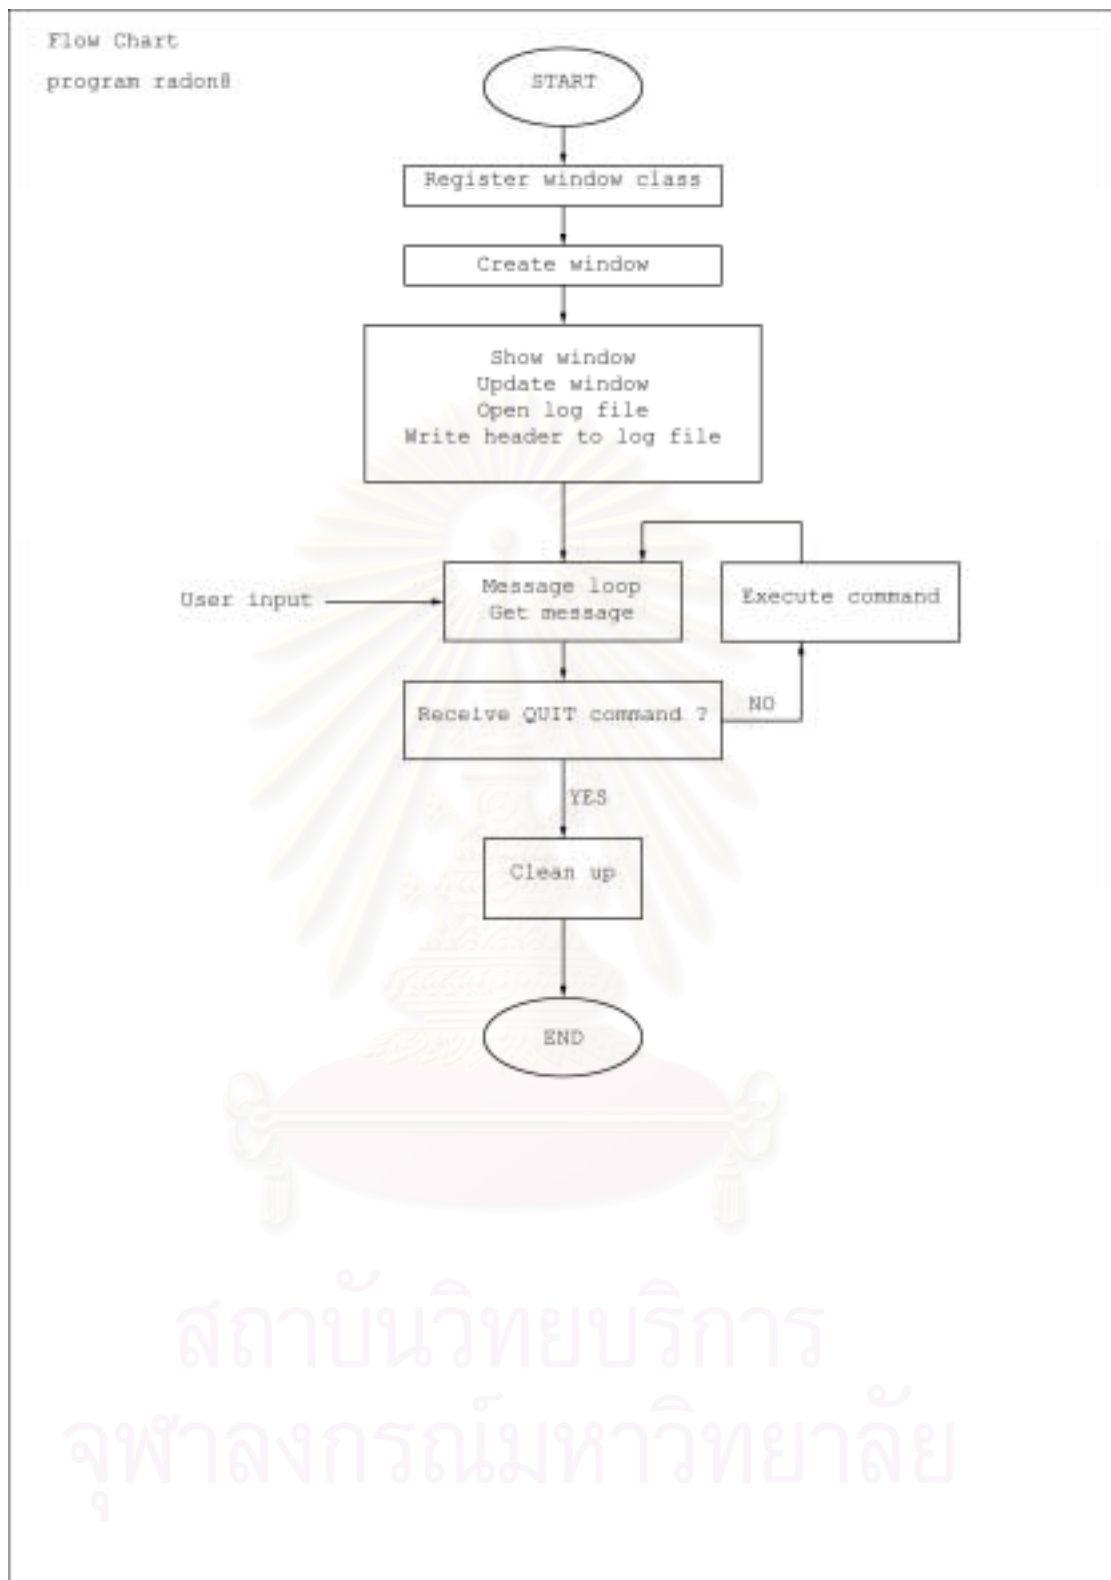 Flow Chart
program radon8
START
Register window class
Create window
Show window
Update window
Open log file
Write header to log file
User input
Message loop
Get message
Execute command
Receive QUIT command ?
NO
YES
Clean up
END
สถาบันวิทยบริการ
จุฬาลงกรณ์มหาวิทยาลัย